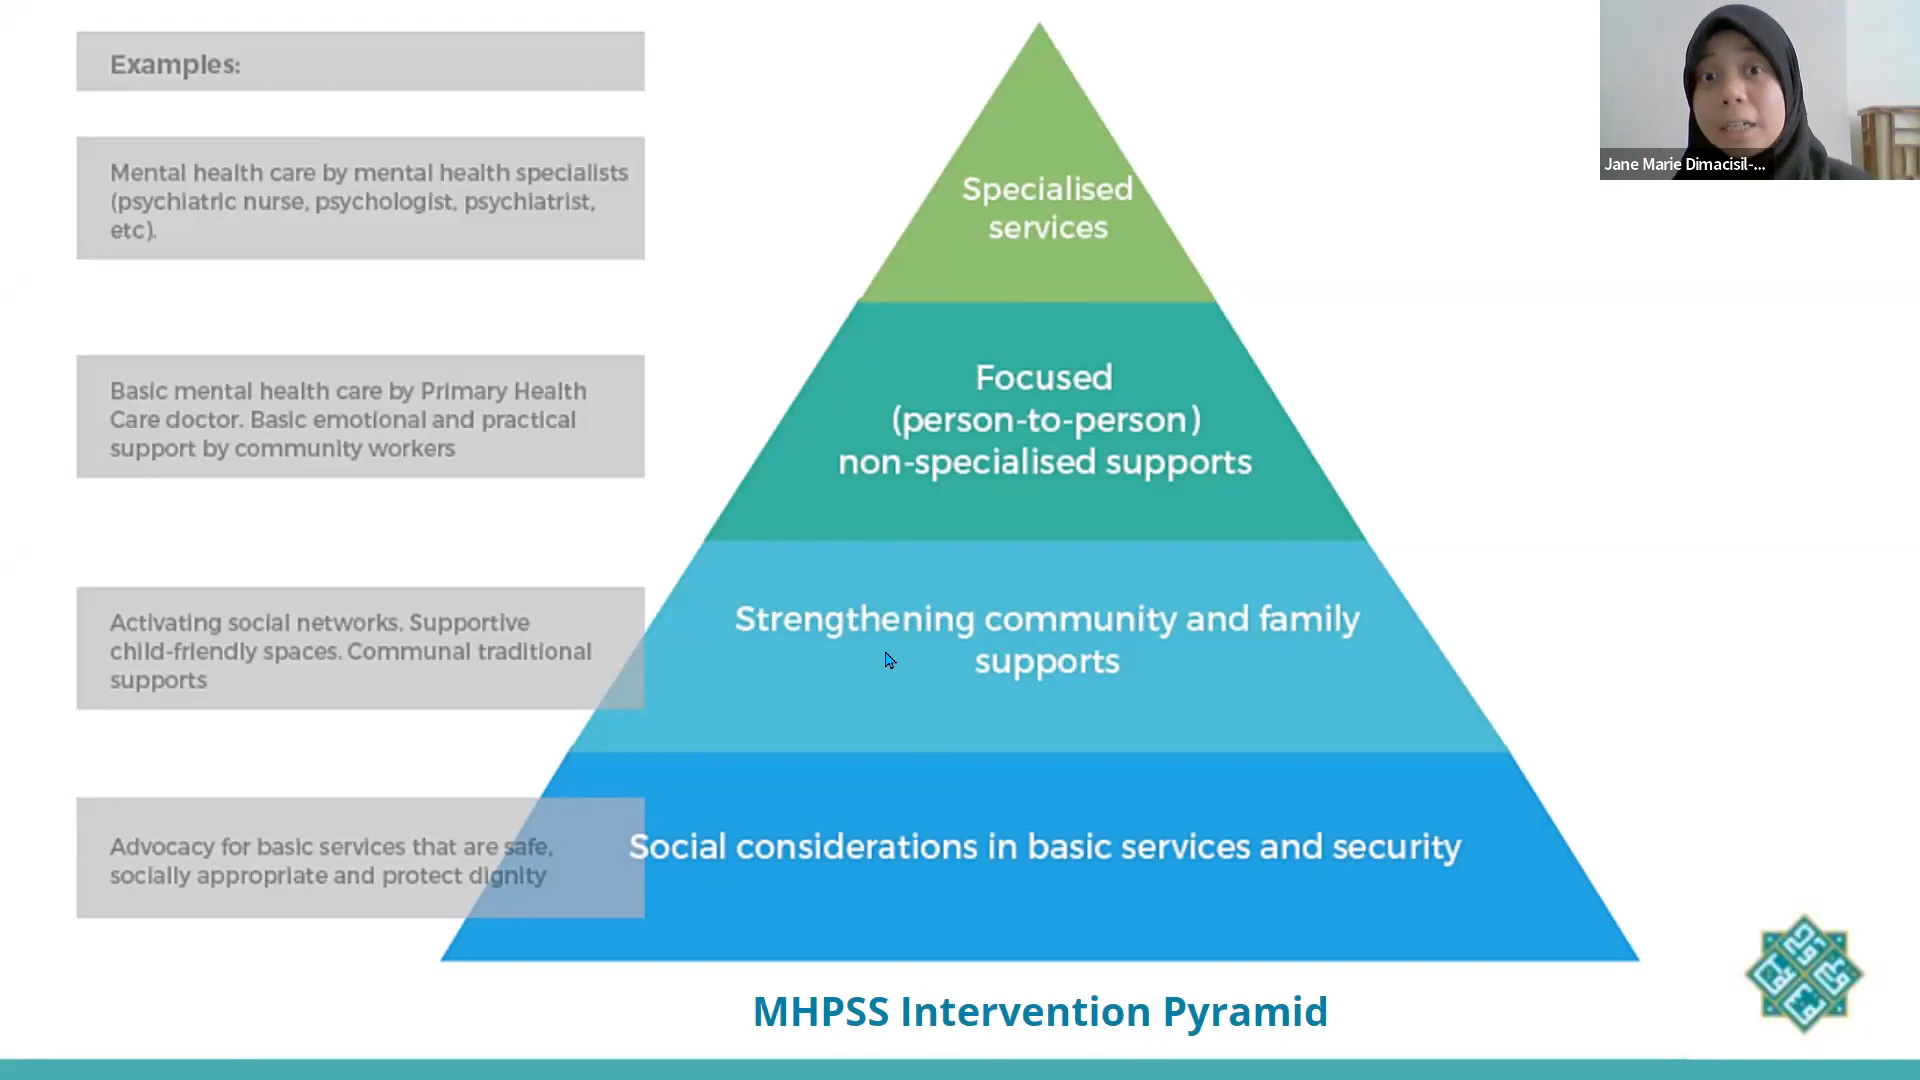 Examples:
Mental health care by mental health specialists
(psychiatric nurse, psychologist, psychiatrist,
etc).
Basic mental health care by Primary Health
Care doctor. Basic emotional and practical
support by community workers
Activating social networks. Supportive
child-friendly spaces. Communal traditional
supports
Advocacy for basic services that are safe,
socially appropriate and protect dignity
Specialised
services
Focused
(person-to-person)
non-specialised supports
Strengthening community and family
supports
Social considerations in basic services and security
MHPSS Intervention Pyramid
Jane Marie Dimacisil-...